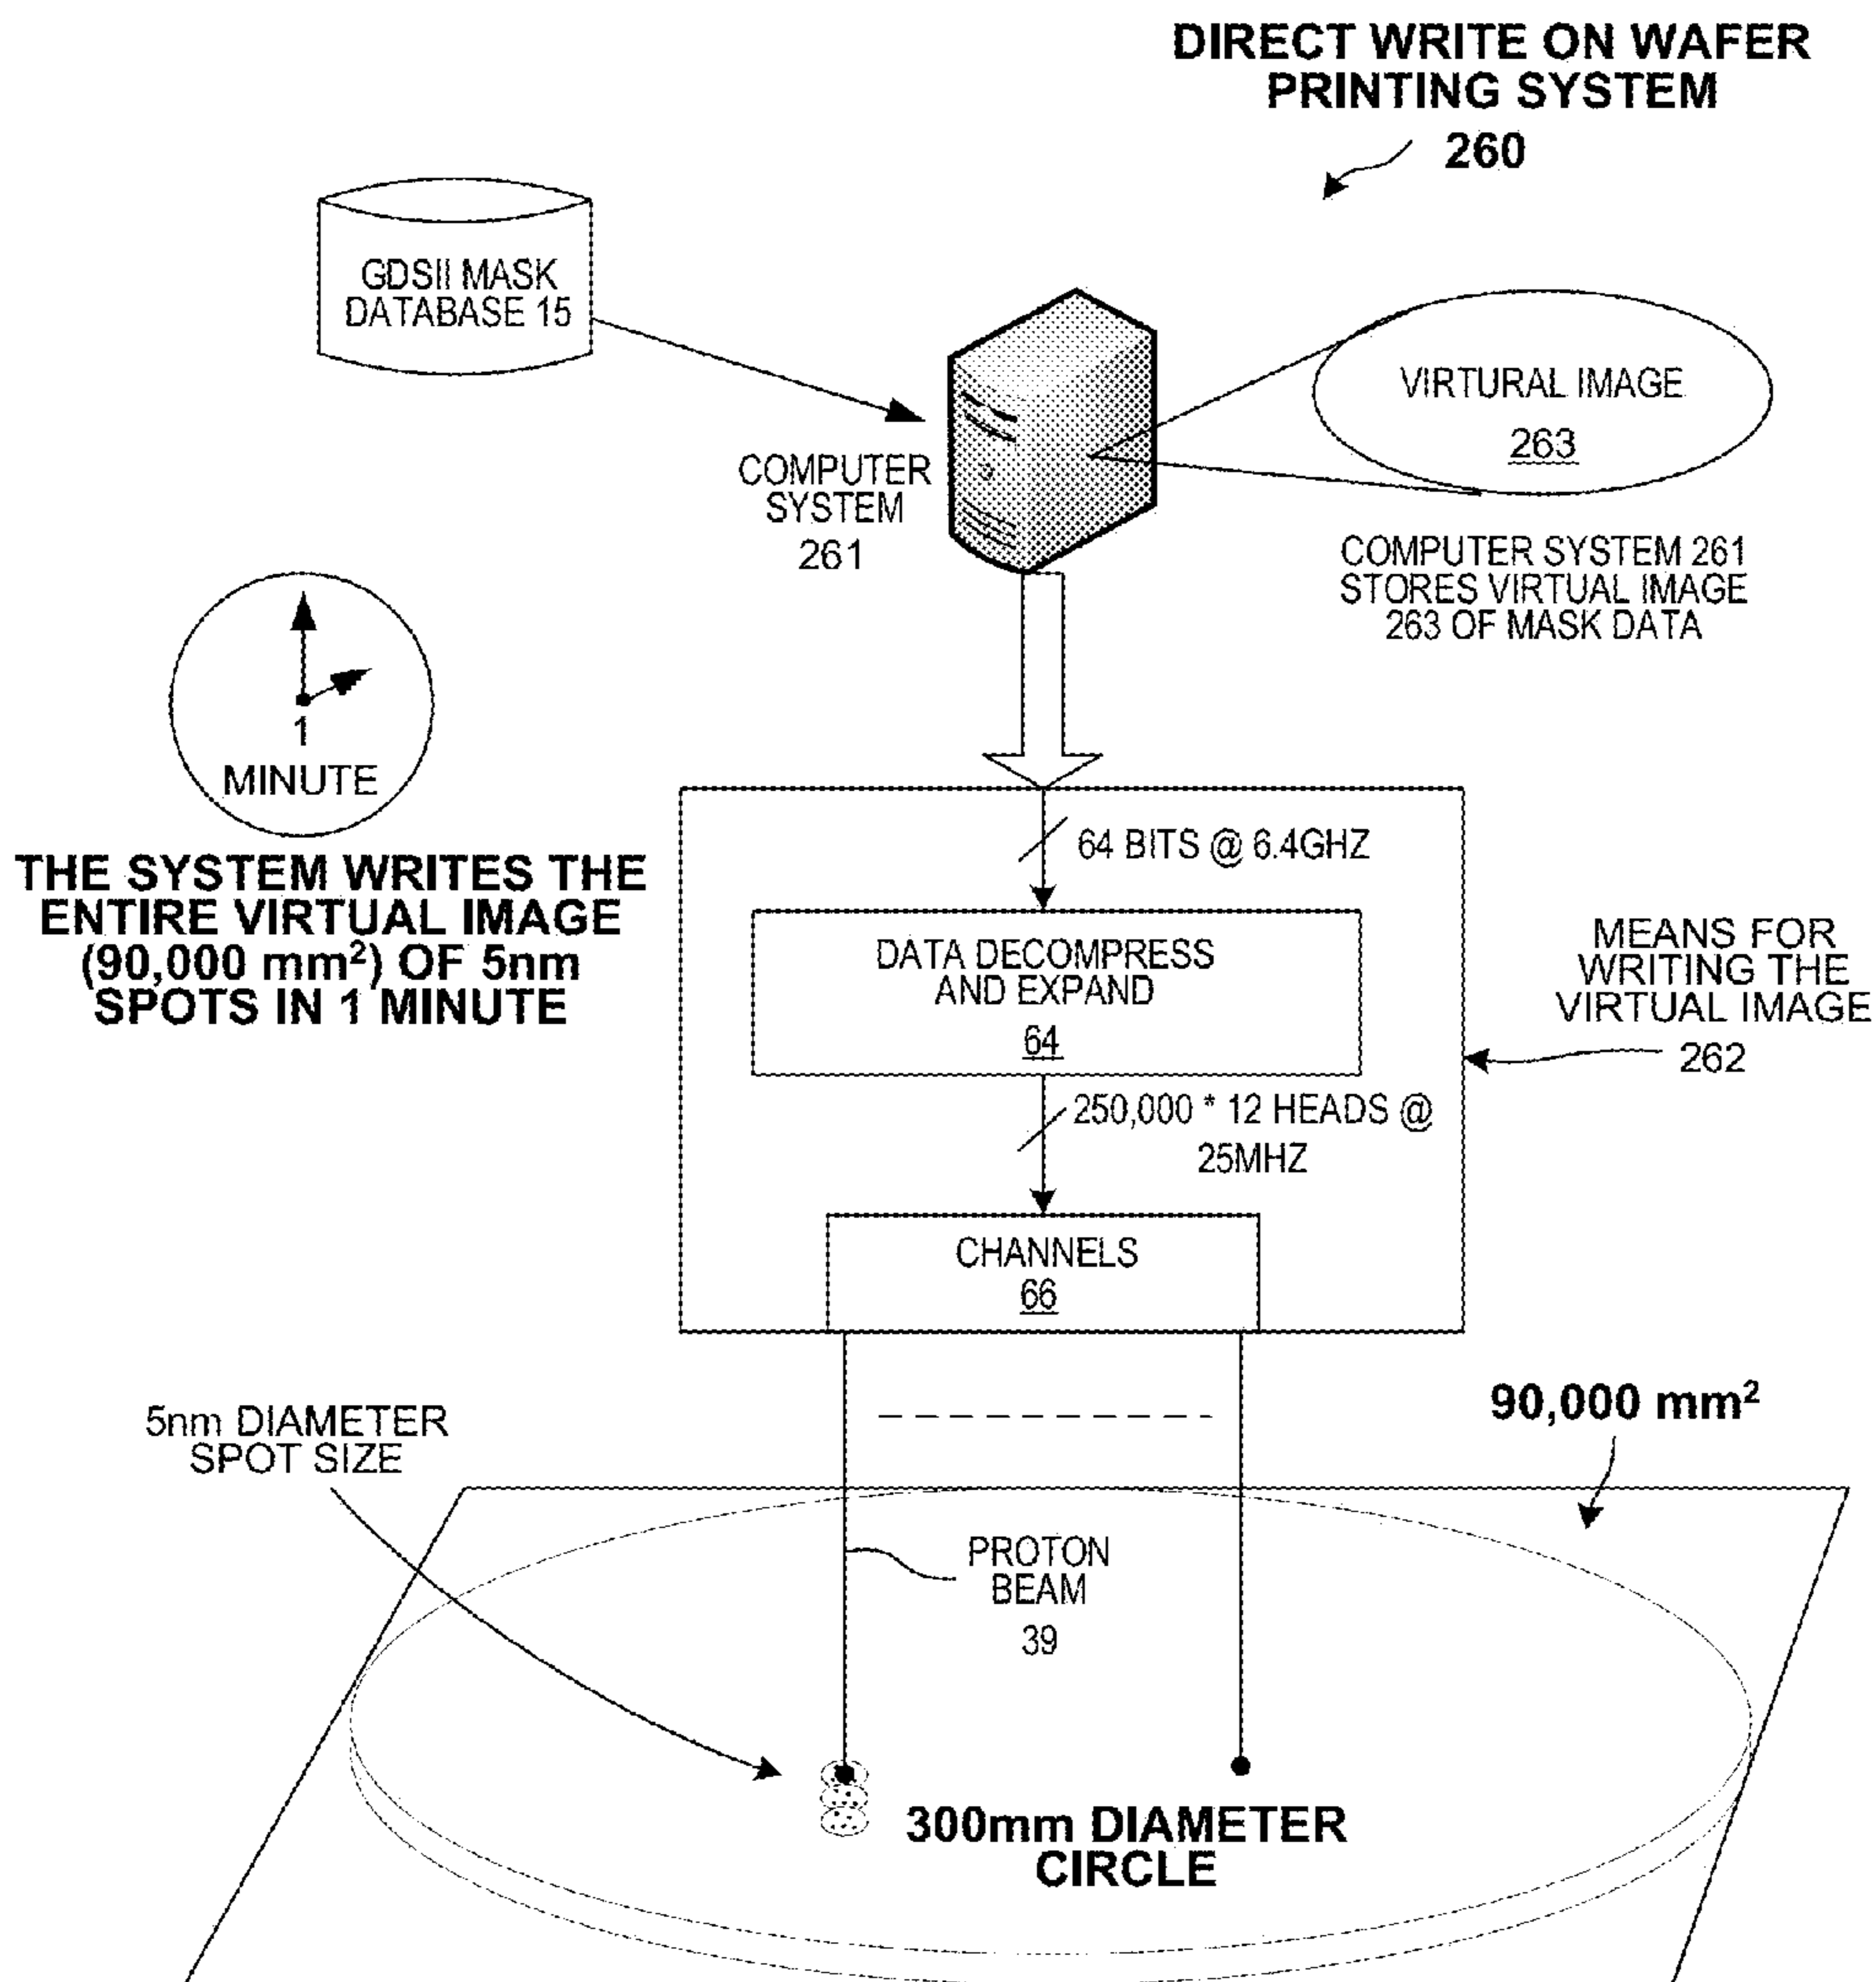 DIRECT WRITE ON WAFER
PRINTING SYSTEM
260
GDSII MASK
DATABASE 15
VIRTURAL IMAGE
263
COMPUTER
SYSTEM
261
COMPUTER SYSTEM 261
STORES VIRTUAL IMAGE
263 OF MASK DATA
1
MINUTE
THE SYSTEM WRITES THE
ENTIRE VIRTUAL IMAGE
(90,000 mm²) OF 5nm
SPOTS IN 1 MINUTE
64 BITS @ 6.4GHZ
DATA DECOMPRESS
AND EXPAND
64
MEANS FOR
WRITING THE
VIRTUAL IMAGE
262
250,000 * 12 HEADS @
25MHZ
CHANNELS
66
5nm DIAMETER
SPOT SIZE
90,000 mm²
PROTON
BEAM
39
300mm DIAMETER
CIRCLE